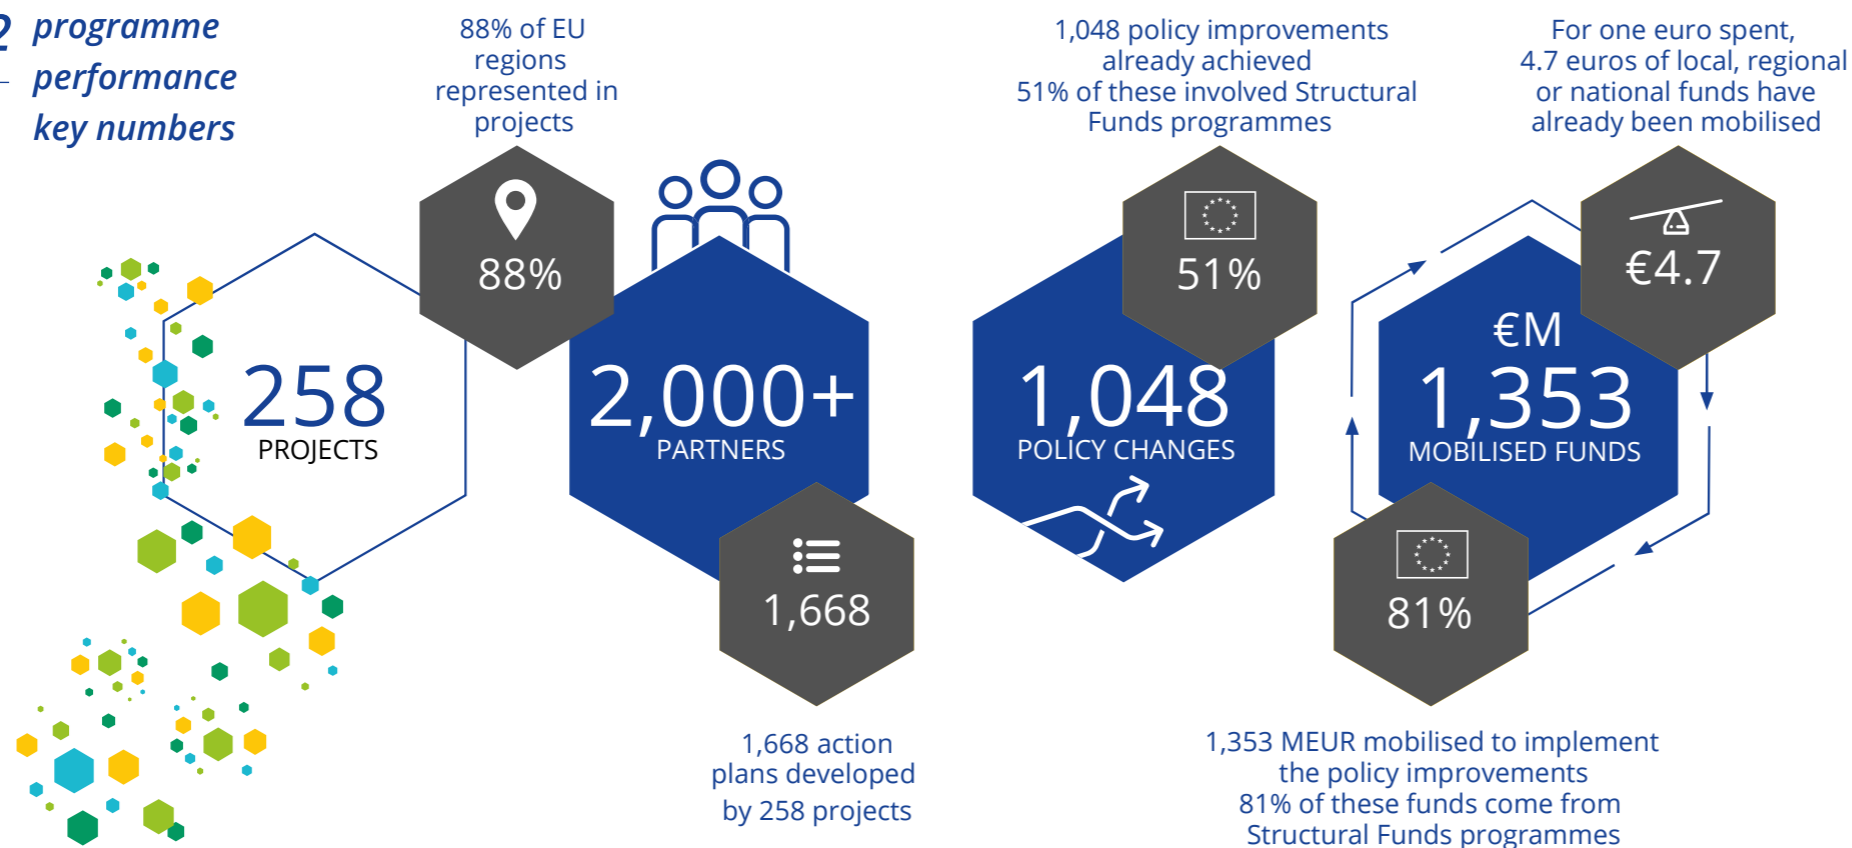 2 programme
performance
key numbers
88% of EU
regions
represented in
projects
88%
258
PROJECTS
2,000+
PARTNERS
1,668
1,668 action
plans developed
by 258 projects
1,048 policy improvements
already achieved
51% of these involved Structural
Funds programmes
51%
1,048
POLICY CHANGES
For one euro spent,
4.7 euros of local, regional
or national funds have
already been mobilised
€4.7
€M
1,353
MOBILISED FUNDS
81%
1,353 MEUR mobilised to implement
the policy improvements
81% of these funds come from
Structural Funds programmes